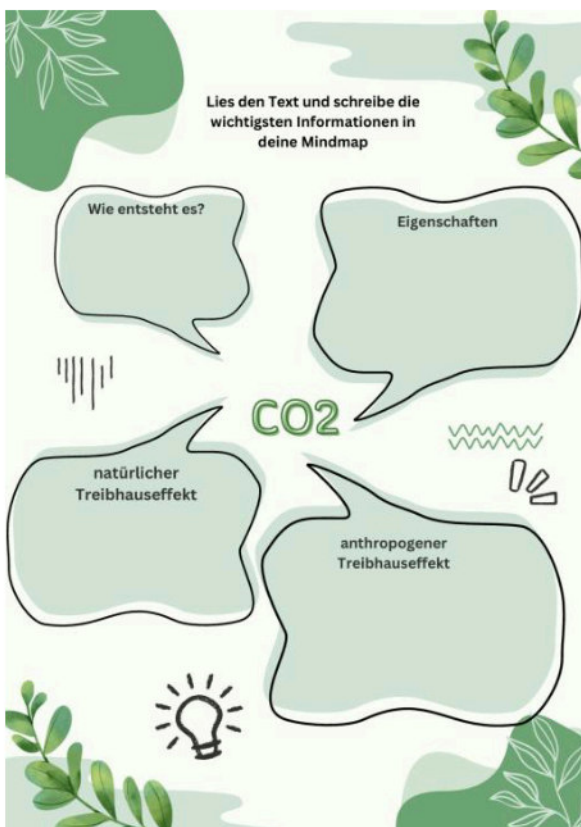 Lies den Text und schreibe die
wichtigsten Informationen in
deine Mindmap
Wie entsteht es?
Eigenschaften
CO2
natürlicher
Treibhauseffekt
anthropogener
Treibhauseffekt